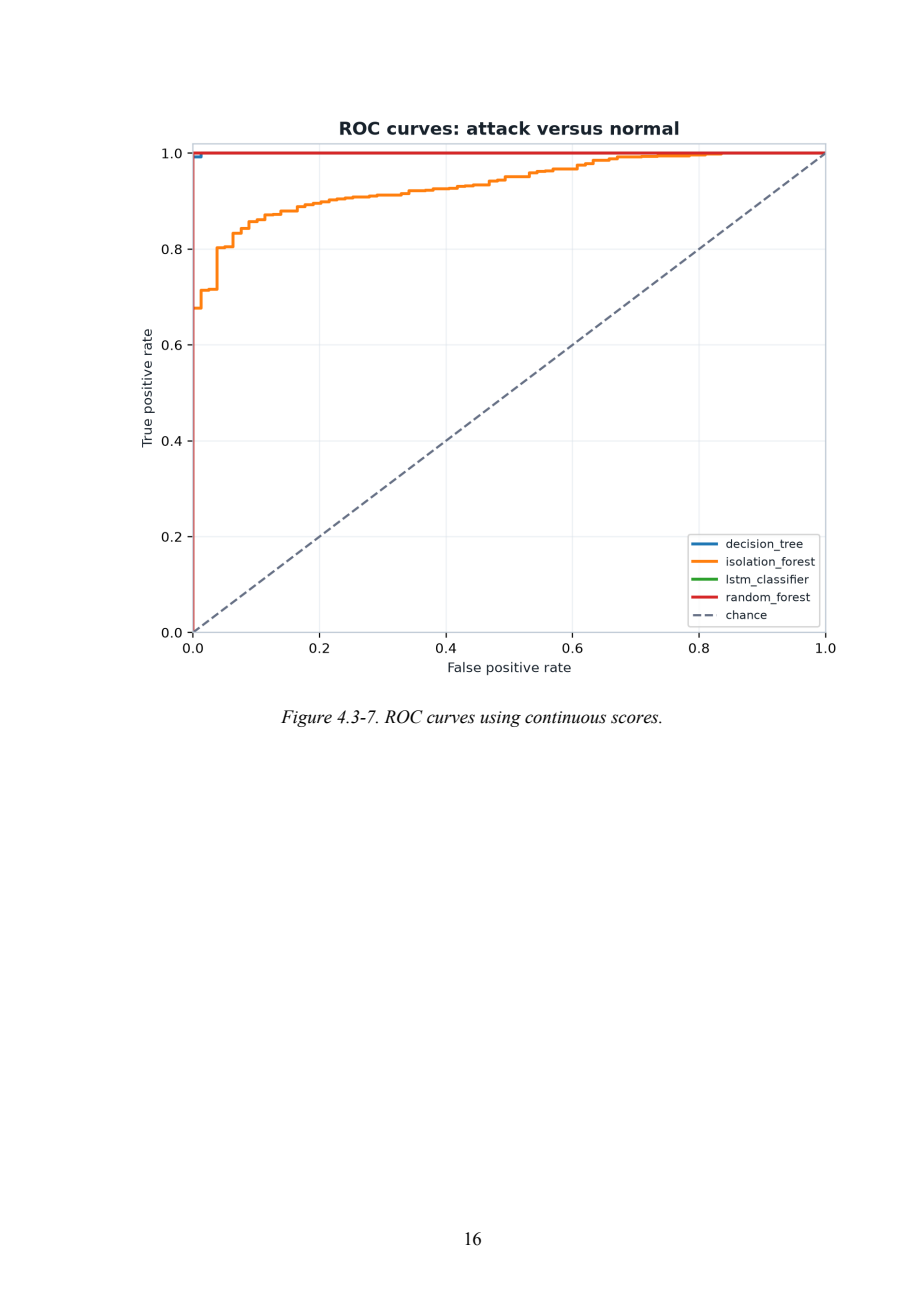 ROC curves: attack versus normal
1.0
0.8
0.6
0.4
0.2
0.0
True positive rate
decision_tree
isolation_forest
lstm_classifier
random_forest
chance
0.0 0.2 0.4 0.6 0.8 1.0
False positive rate
Figure 4.3-7. ROC curves using continuous scores.
16